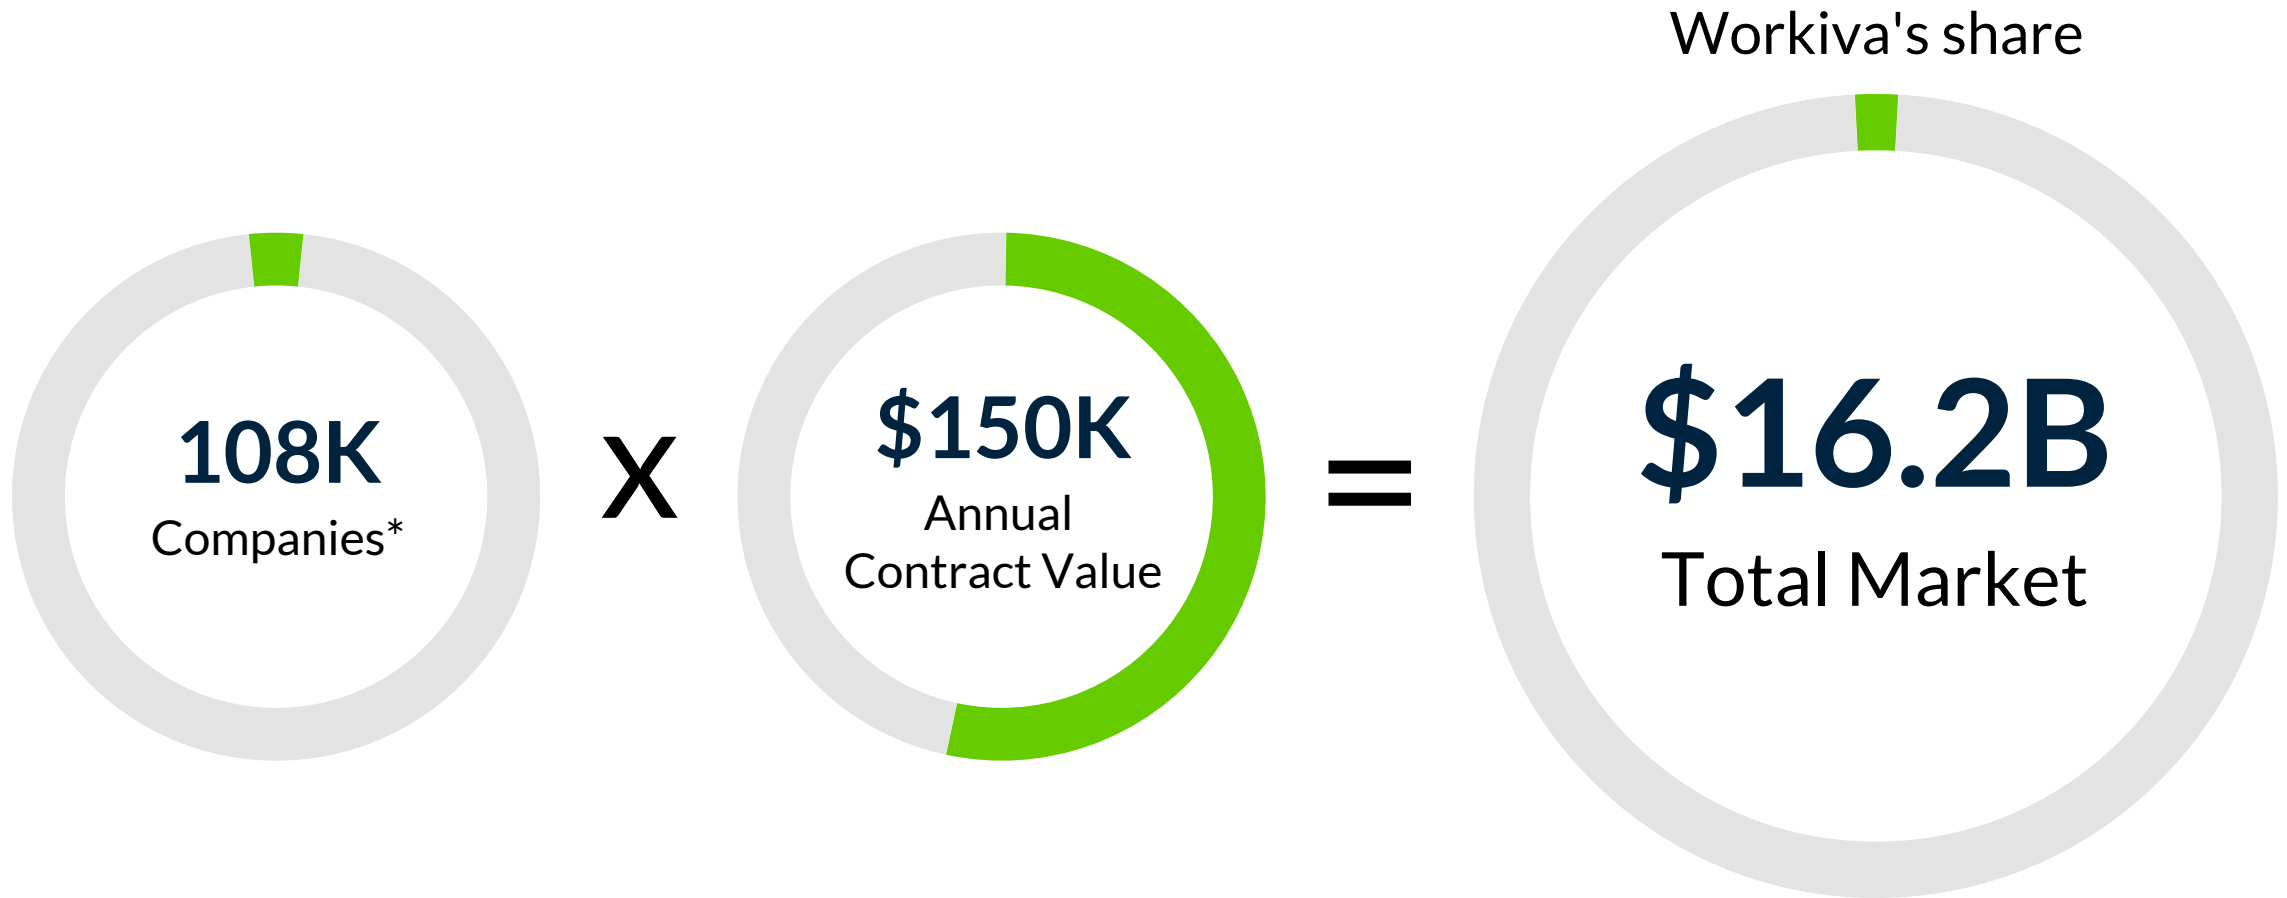 Workiva's share
108K
Companies*
x
$150K
Annual
Contract Value
=
$16.2B
Total Market